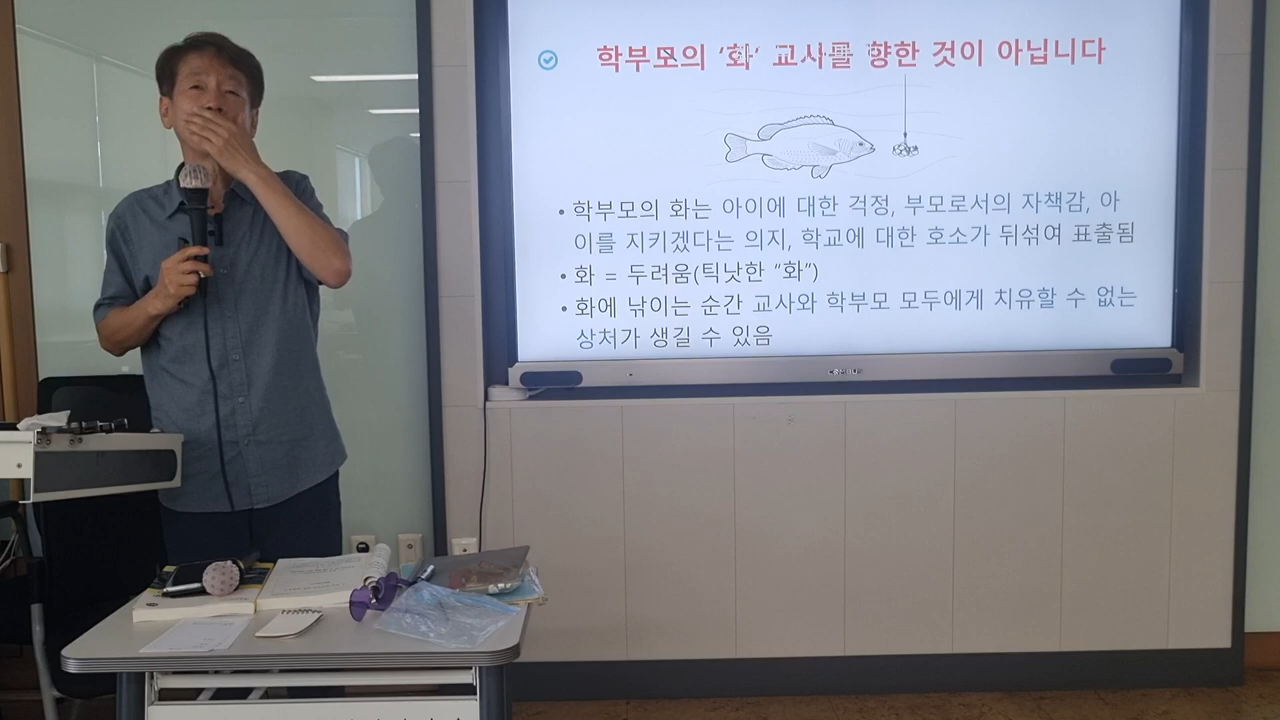 학부모의 ‘화’ 교사를 향한 것이 아닙니다
• 학부모의 화는 아이에 대한 걱정, 부모로서의 자책감, 아
이를 지키겠다는 의지, 학교에 대한 호소가 뒤섞여 표출됨
• 화 = 두려움(틱낫한 “화”)
• 화에 낚이는 순간 교사와 학부모 모두에게 치유할 수 없는
상처가 생길 수 있음